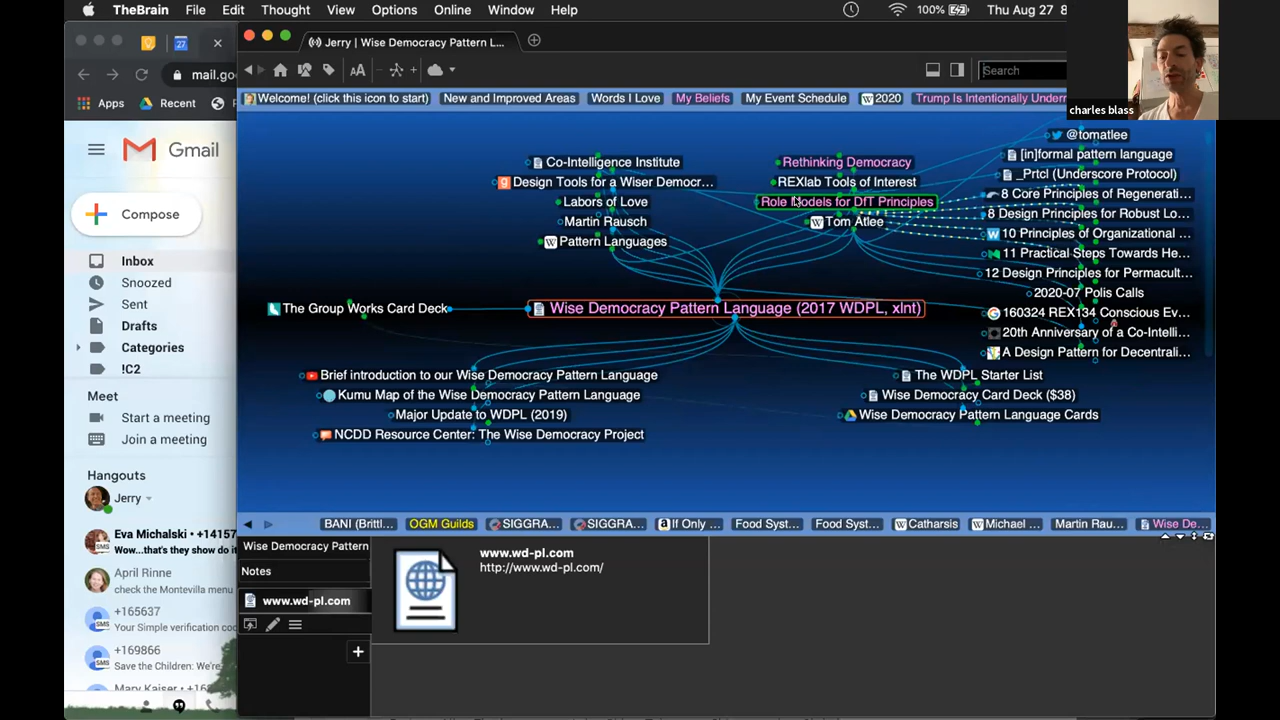 TheBrain File Edit Thought View Options Online Window Help 100% Thu Aug 27 8
charles blass
Jerry | Wise Democracy Pattern L...
mail.go
Apps Recent
AA
Search
Welcome! (click this icon to start) New and Improved Areas Words I Love My Beliefs My Event Schedule 2020 Trump Is Intentionally Undern
Gmail
Compose
Inbox
Snoozed
Sent
Drafts
Categories
!C2
Meet
Start a meeting
Join a meeting
Hangouts
Jerry
Eva Michalski • +14157
Wow...that's they show do it
April Rinne
check the Montevilla menu
+165637
Your Simple verification cod
+169866
Save the Children: We're
Mary Kaiser • +16
Co-Intelligence Institute
Design Tools for a Wiser Democr...
Labors of Love
Martin Rausch
Pattern Languages
Rethinking Democracy
REXlab Tools of Interest
Role Models for DfT Principles
Tom Atlee
@tomatlee
[in]formal pattern language
_Prtcl (Underscore Protocol)
8 Core Principles of Regenerati...
8 Design Principles for Robust Lo...
10 Principles of Organizational ...
11 Practical Steps Towards He...
12 Design Principles for Permacult...
2020-07 Polis Calls
160324 REX134 Conscious Ev...
20th Anniversary of a Co-Intelli...
A Design Pattern for Decentrali...
The Group Works Card Deck
Wise Democracy Pattern Language (2017 WDPL, xlnt)
Brief introduction to our Wise Democracy Pattern Language
Kumu Map of the Wise Democracy Pattern Language
Major Update to WDPL (2019)
NCDD Resource Center: The Wise Democracy Project
The WDPL Starter List
Wise Democracy Card Deck ($38)
Wise Democracy Pattern Language Cards
BANI (Brittl... OGM Guilds SIGGRA... SIGGRA... If Only ... Food Syst... Food Syst... Catharsis Michael ... Martin Rau... Wise De...
Wise Democracy Pattern
Notes
www.wd-pl.com
www.wd-pl.com
http://www.wd-pl.com/